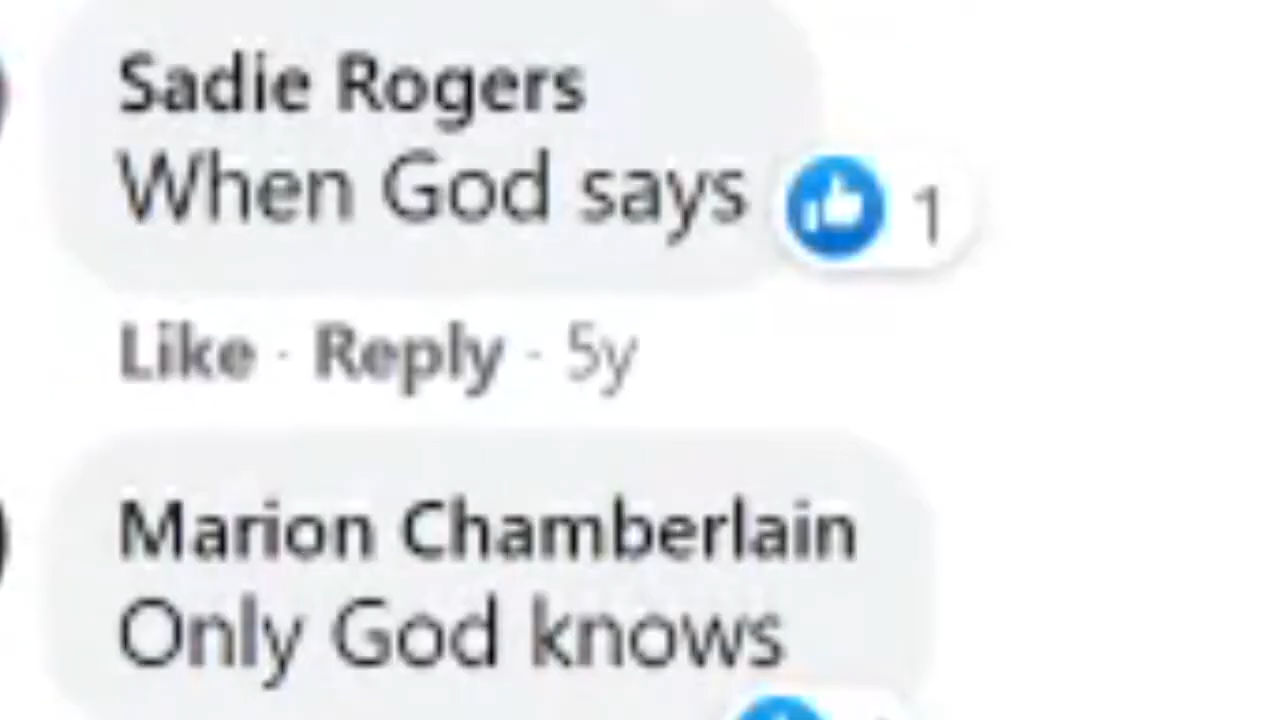 Sadie Rogers
When God says
1
Like · Reply · 5y
Marion Chamberlain
Only God knows